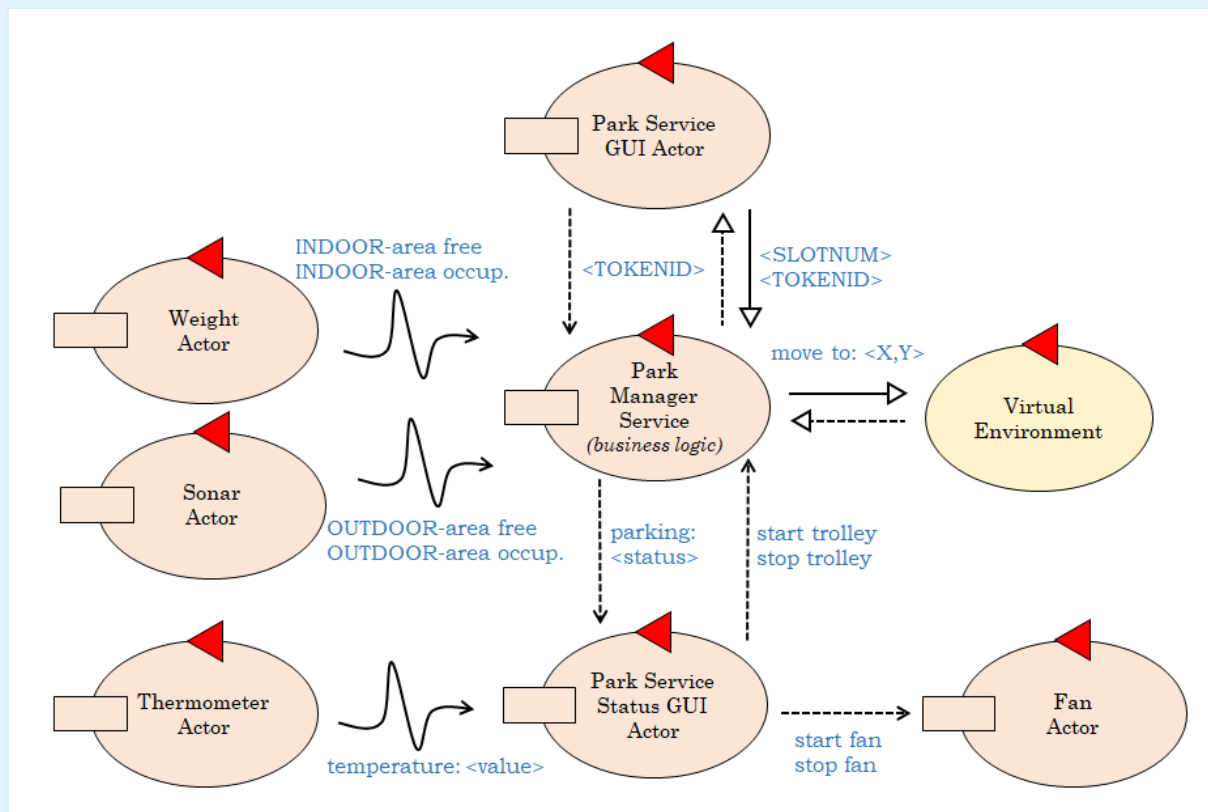 Park Service
GUI Actor
INDOOR-area free
INDOOR-area occup.
<TOKENID>
<SLOTNUM>
<TOKENID>
Weight
Actor
Park
Manager
Service
(business logic)
move to: <X,Y>
Virtual
Environment
Sonar
Actor
OUTDOOR-area free
OUTDOOR-area occup.
parking:
<status>
start trolley
stop trolley
Thermometer
Actor
temperature: <value>
Park Service
Status GUI
Actor
start fan
stop fan
Fan
Actor